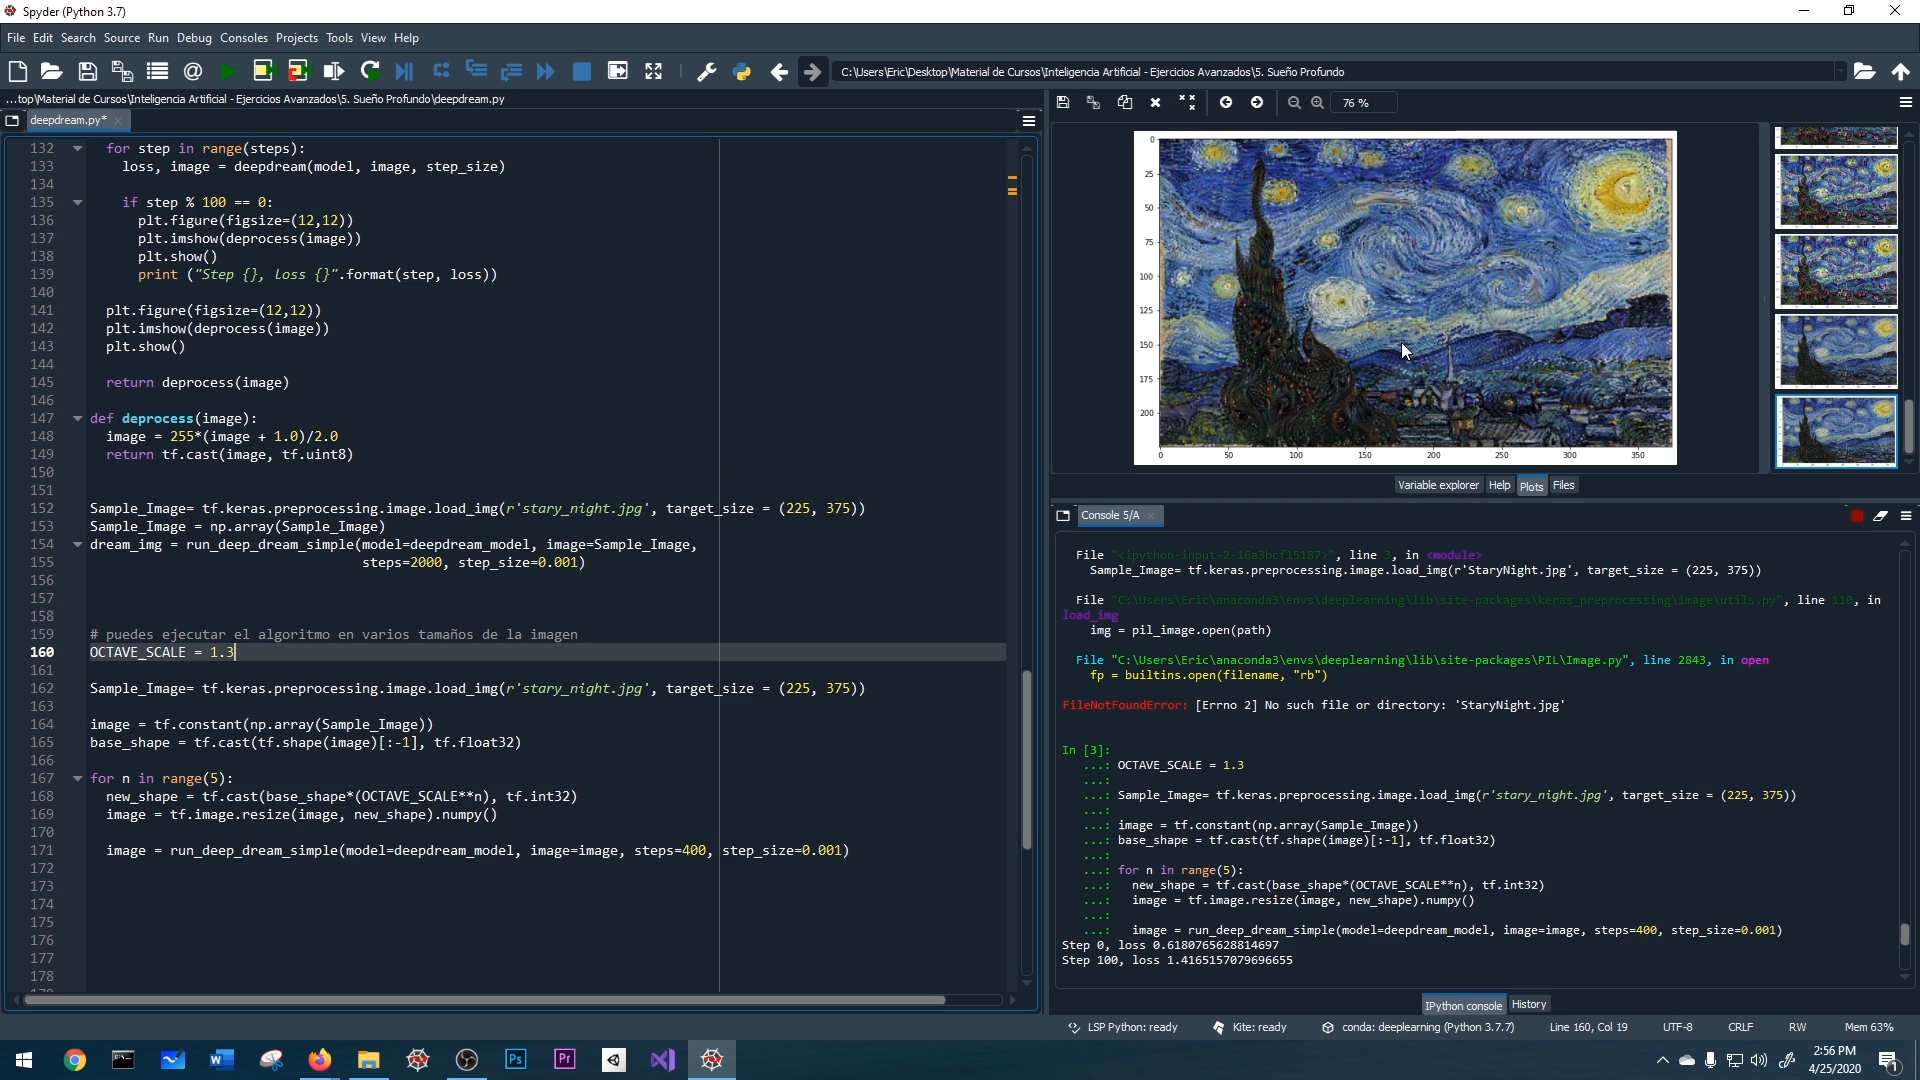 Spyder (Python 3.7)
File Edit Search Source Run Debug Consoles Projects Tools View Help
C:\Users\Eric\Desktop\Material de Cursos\Inteligencia Artificial - Ejercicios Avanzados\5. Sueño Profundo
...top\Material de Cursos\Inteligencia Artificial - Ejercicios Avanzados\5. Sueño Profundo\deepdream.py
deepdream.py*
132 for step in range(steps):
133 loss, image = deepdream(model, image, step_size)
134
135 if step % 100 == 0:
136 plt.figure(figsize=(12,12))
137 plt.imshow(deprocess(image))
138 plt.show()
139 print ("Step {}, loss {}".format(step, loss))
140
141 plt.figure(figsize=(12,12))
142 plt.imshow(deprocess(image))
143 plt.show()
144
145 return deprocess(image)
146
147 def deprocess(image):
148 image = 255*(image + 1.0)/2.0
149 return tf.cast(image, tf.uint8)
150
151
152 Sample_Image= tf.keras.preprocessing.image.load_img(r'stary_night.jpg', target_size = (225, 375))
153 Sample_Image = np.array(Sample_Image)
154 dream_img = run_deep_dream_simple(model=deepdream_model, image=Sample_Image,
155 steps=2000, step_size=0.001)
156
157
158
159 # puedes ejecutar el algoritmo en varios tamaños de la imagen
160 OCTAVE_SCALE = 1.3
161
162 Sample_Image= tf.keras.preprocessing.image.load_img(r'stary_night.jpg', target_size = (225, 375))
163
164 image = tf.constant(np.array(Sample_Image))
165 base_shape = tf.cast(tf.shape(image)[:-1], tf.float32)
166
167 for n in range(5):
168 new_shape = tf.cast(base_shape*(OCTAVE_SCALE**n), tf.int32)
169 image = tf.image.resize(image, new_shape).numpy()
170
171 image = run_deep_dream_simple(model=deepdream_model, image=image, steps=400, step_size=0.001)
172
173
174
175
176
177
178
76 %
0
25
50
75
100
125
150
175
200
0 50 100 150 200 250 300 350
Variable explorer Help Plots Files
Console 5/A
File "<ipython-input-2-16a3bcf15187>", line 3, in <module>
Sample_Image= tf.keras.preprocessing.image.load_img(r'StaryNight.jpg', target_size = (225, 375))
File "C:\Users\Eric\anaconda3\envs\deeplearning\lib\site-packages\keras_preprocessing\image\utils.py", line 110, in
load_img
img = pil_image.open(path)
File "C:\Users\Eric\anaconda3\envs\deeplearning\lib\site-packages\PIL\Image.py", line 2843, in open
fp = builtins.open(filename, "rb")
FileNotFoundError: [Errno 2] No such file or directory: 'StaryNight.jpg'
In [3]:
...: OCTAVE_SCALE = 1.3
...:
...: Sample_Image= tf.keras.preprocessing.image.load_img(r'stary_night.jpg', target_size = (225, 375))
...:
...: image = tf.constant(np.array(Sample_Image))
...: base_shape = tf.cast(tf.shape(image)[:-1], tf.float32)
...:
...: for n in range(5):
...: new_shape = tf.cast(base_shape*(OCTAVE_SCALE**n), tf.int32)
...: image = tf.image.resize(image, new_shape).numpy()
...:
...: image = run_deep_dream_simple(model=deepdream_model, image=image, steps=400, step_size=0.001)
Step 0, loss 0.6180765628814697
Step 100, loss 1.4165157079696655
IPython console History
LSP Python: ready Kite: ready conda: deeplearning (Python 3.7.7) Line 160, Col 19 UTF-8 CRLF RW Mem 63%
2:56 PM
4/25/2020